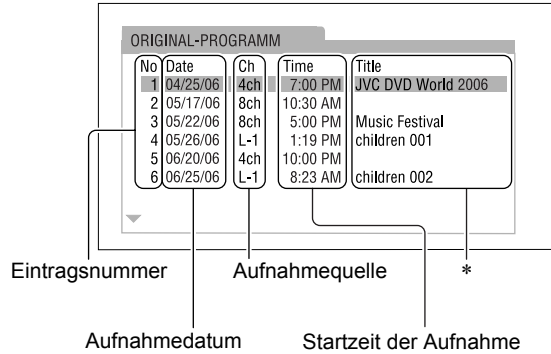 ORIGINAL-PROGRAMM
No Date Ch Time Title
1 04/25/06 4ch 7:00 PM JVC DVD World 2006
2 05/17/06 8ch 10:30 AM
3 05/22/06 8ch 5:00 PM Music Festival
4 05/26/06 L-1 1:19 PM children 001
5 06/20/06 4ch 10:00 PM
6 06/25/06 L-1 8:23 AM children 002
Eintragsnummer Aufnahmequelle *
Aufnahmedatum Startzeit der Aufnahme